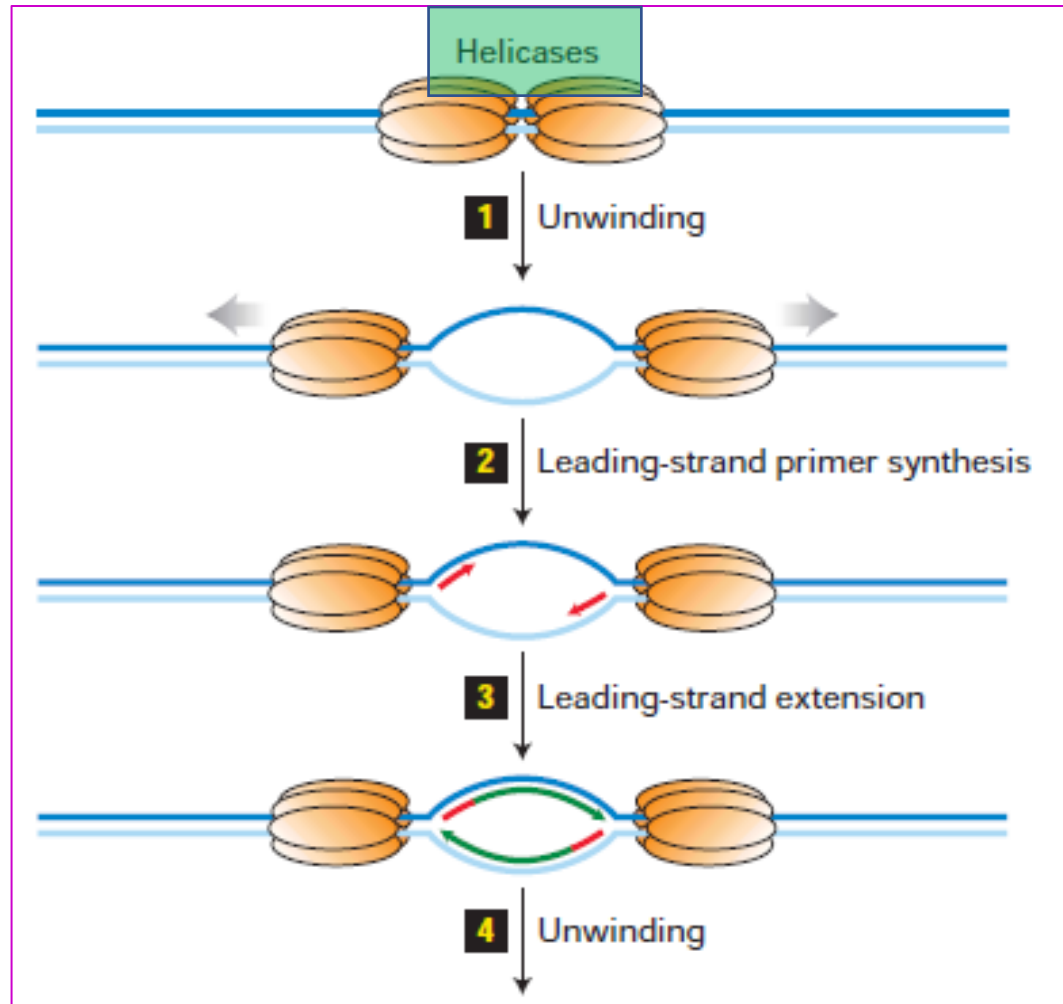 Helicases
1 Unwinding
2 Leading-strand primer synthesis
3 Leading-strand extension
4 Unwinding